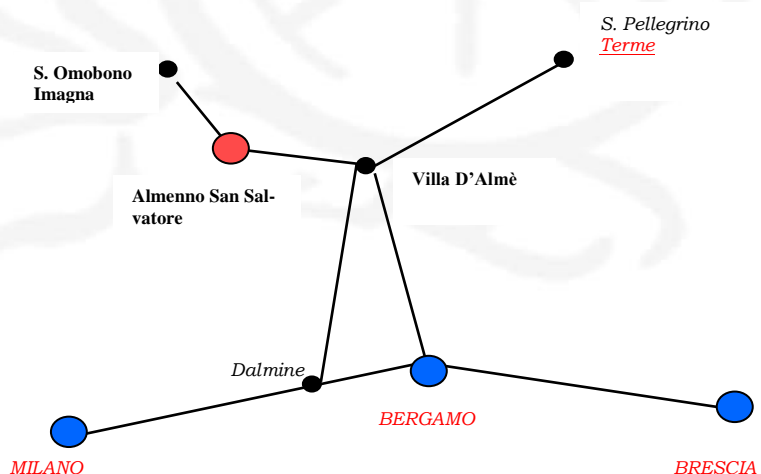 S. Pellegrino
Terme
S. Omobono
Imagna
Villa D'Almè
Almenno San Sal-
vatore
Dalmine
BERGAMO
MILANO
BRESCIA